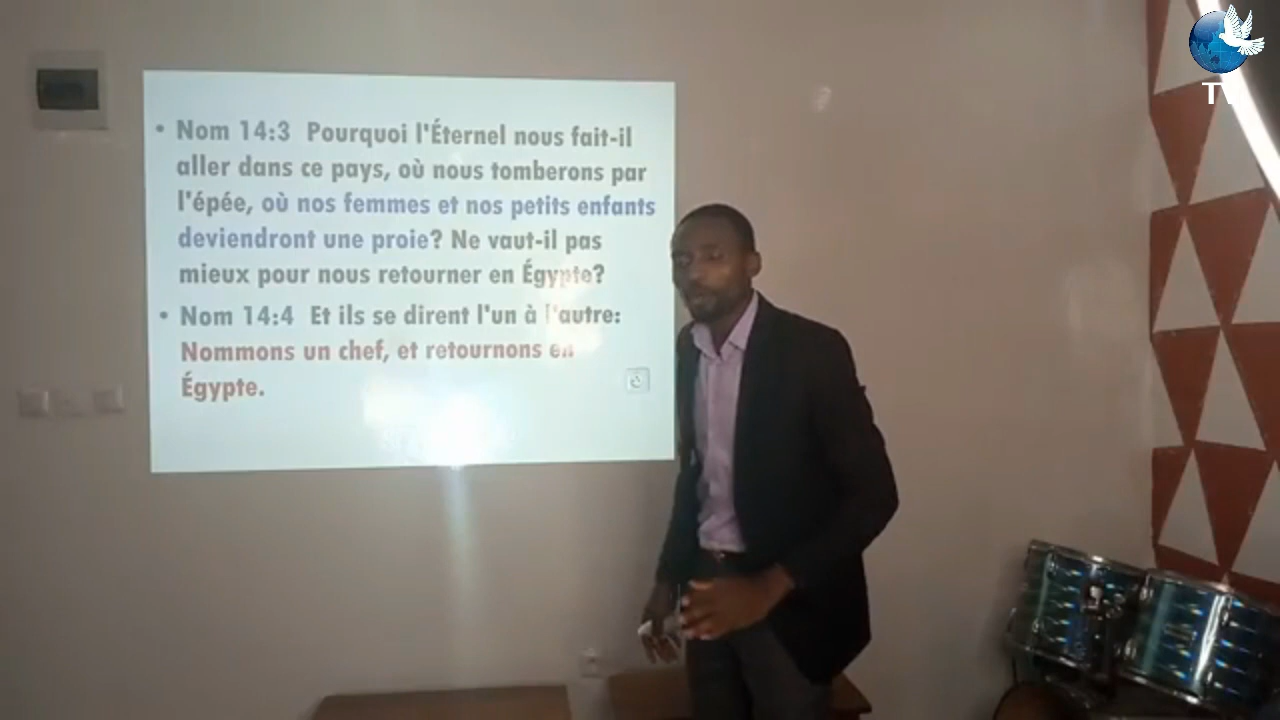 • Nom 14:3 Pourquoi l'Éternel nous fait-il
aller dans ce pays, où nous tomberons par
l'épée, où nos femmes et nos petits enfants
deviendront une proie? Ne vaut-il pas
mieux pour nous retourner en Égypte?
• Nom 14:4 Et ils se dirent l'un à l'autre:
Nommons un chef, et retournons en
Égypte.
TV